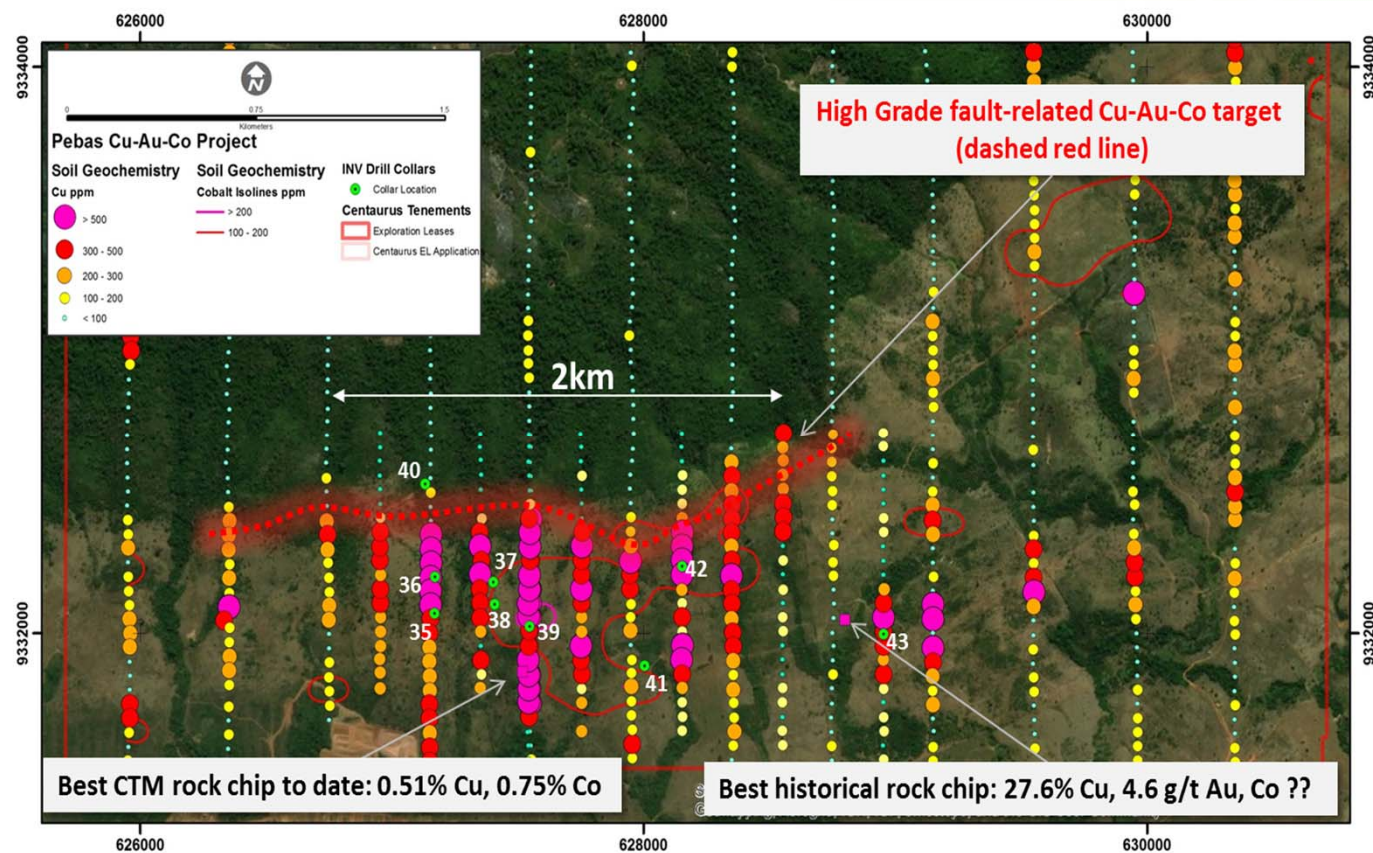 626000
628000
630000
9334000
9334000
N
0
0.75
1.5
Kilometers
Pebas Cu-Au-Co Project
Soil Geochemistry
Cu ppm
> 500
300 - 500
200 - 300
100 - 200
< 100
Soil Geochemistry
Cobalt Isolines ppm
> 200
100 - 200
INV Drill Collars
Collar Location
Centaurus Tenements
Exploration Leases
Centaurus EL Application
High Grade fault-related Cu-Au-Co target
(dashed red line)
2km
40
36
37
42
35
38
39
43
41
9332000
9332000
Best CTM rock chip to date: 0.51% Cu, 0.75% Co
Best historical rock chip: 27.6% Cu, 4.6 g/t Au, Co ??
626000
628000
630000